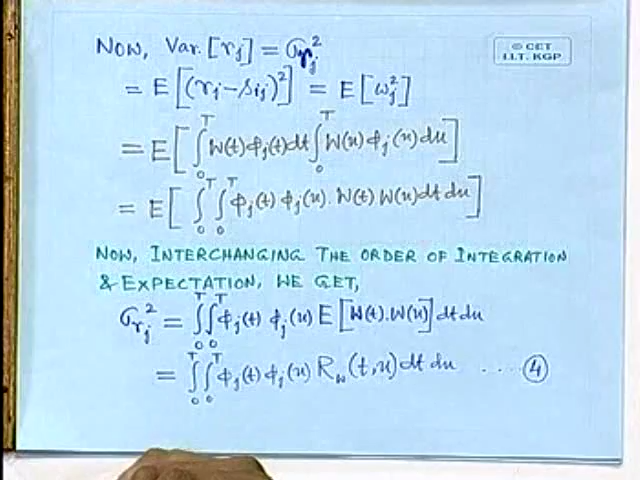 NOW, Var. [rj] = σrj²
© CET
I.I.T. KGP
= E[(rj - sij)²] = E[wj²]
= E[∫₀ᵀ W(t) ϕj(t) dt ∫₀ᵀ W(u) ϕj(u) du]
= E[∫₀ᵀ ∫₀ᵀ ϕj(t) ϕj(u). W(t) W(u) dt du]
NOW, INTERCHANGING THE ORDER OF INTEGRATION
& EXPECTATION, WE GET,
σrj² = ∫₀ᵀ ∫₀ᵀ ϕj(t) ϕj(u) E[W(t). W(u)] dt du
= ∫₀ᵀ ∫₀ᵀ ϕj(t) ϕj(u) Rw(t,u) dt du .... ④